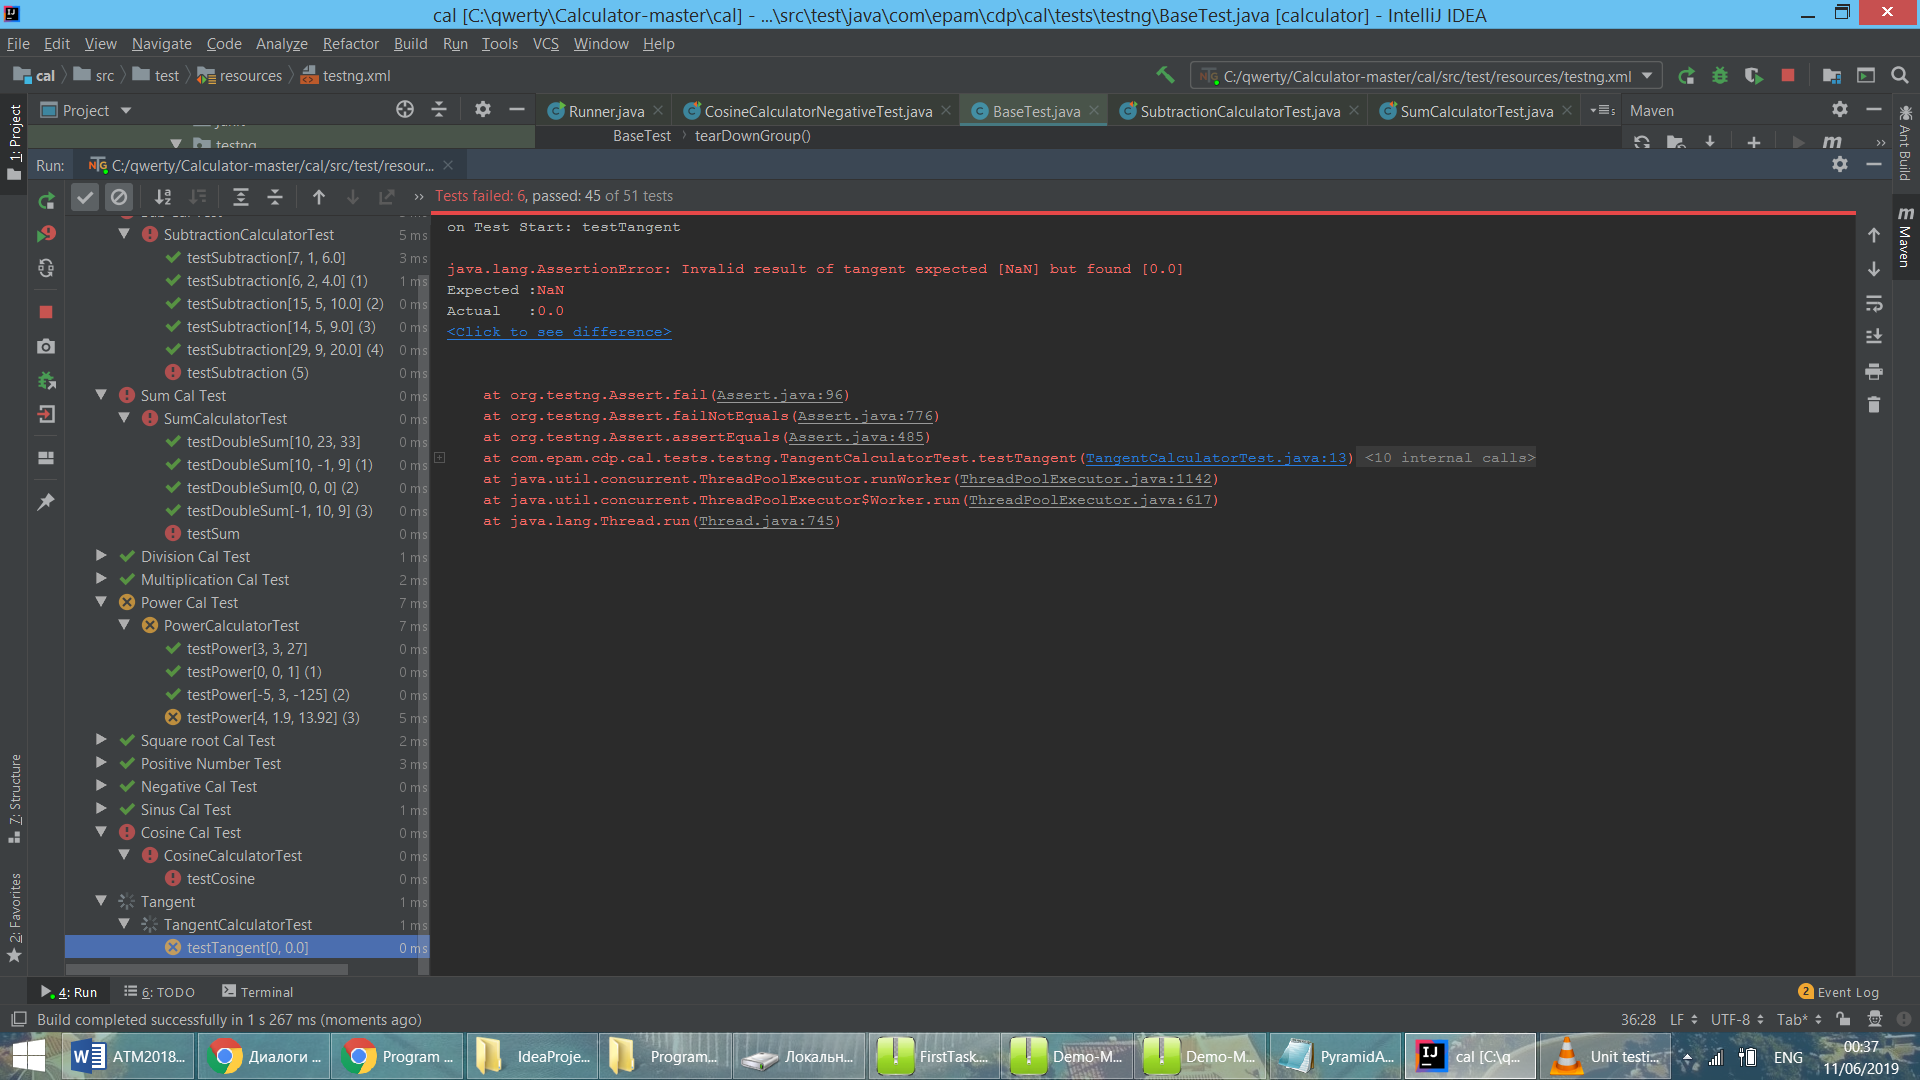 cal [C:\qwerty\Calculator-master\cal] - ...\src\test\java\com\epam\cdp\cal\tests\testng\BaseTest.java [calculator] - IntelliJ IDEA
File Edit View Navigate Code Analyze Refactor Build Run Tools VCS Window Help
cal src test resources testng.xml C:/qwerty/Calculator-master/cal/src/test/resources/testng.xml
1: Project
Project
Runner.java CosineCalculatorNegativeTest.java BaseTest.java SubtractionCalculatorTest.java SumCalculatorTest.java Maven
testng
BaseTest tearDownGroup()
Ant Build
Maven
Run: C:/qwerty/Calculator-master/cal/src/test/resour...
Tests failed: 6, passed: 45 of 51 tests
SubtractionCalculatorTest 5 ms
testSubtraction[7, 1, 6.0] 3 ms
testSubtraction[6, 2, 4.0] (1) 1 ms
testSubtraction[15, 5, 10.0] (2) 0 ms
testSubtraction[14, 5, 9.0] (3) 0 ms
testSubtraction[29, 9, 20.0] (4) 0 ms
testSubtraction (5) 0 ms
Sum Cal Test 0 ms
SumCalculatorTest 0 ms
testDoubleSum[10, 23, 33] 0 ms
testDoubleSum[10, -1, 9] (1) 0 ms
testDoubleSum[0, 0, 0] (2) 0 ms
testDoubleSum[-1, 10, 9] (3) 0 ms
testSum 0 ms
Division Cal Test 1 ms
Multiplication Cal Test 2 ms
Power Cal Test 7 ms
PowerCalculatorTest 7 ms
testPower[3, 3, 27] 0 ms
testPower[0, 0, 1] (1) 0 ms
testPower[-5, 3, -125] (2) 0 ms
testPower[4, 1.9, 13.92] (3) 5 ms
Square root Cal Test 2 ms
Positive Number Test 3 ms
Negative Cal Test 0 ms
Sinus Cal Test 1 ms
Cosine Cal Test 0 ms
CosineCalculatorTest 0 ms
testCosine 0 ms
Tangent 1 ms
TangentCalculatorTest 1 ms
testTangent[0, 0.0] 0 ms
on Test Start: testTangent
java.lang.AssertionError: Invalid result of tangent expected [NaN] but found [0.0]
Expected :NaN
Actual :0.0
<Click to see difference>
at org.testng.Assert.fail(Assert.java:96)
at org.testng.Assert.failNotEquals(Assert.java:776)
at org.testng.Assert.assertEquals(Assert.java:485)
at com.epam.cdp.cal.tests.testng.TangentCalculatorTest.testTangent(TangentCalculatorTest.java:13) <10 internal calls>
at java.util.concurrent.ThreadPoolExecutor.runWorker(ThreadPoolExecutor.java:1142)
at java.util.concurrent.ThreadPoolExecutor$Worker.run(ThreadPoolExecutor.java:617)
at java.lang.Thread.run(Thread.java:745)
7: Structure
2: Favorites
4: Run 6: TODO Terminal 2 Event Log
Build completed successfully in 1 s 267 ms (moments ago) 36:28 LF UTF-8 Tab*
ATM2018... Диалоги ... Program ... IdeaProje... Program... Локальн... FirstTask.... Demo-M... Demo-M... PyramidA... cal [C:\q... Unit testi... ENG 00:37
11/06/2019